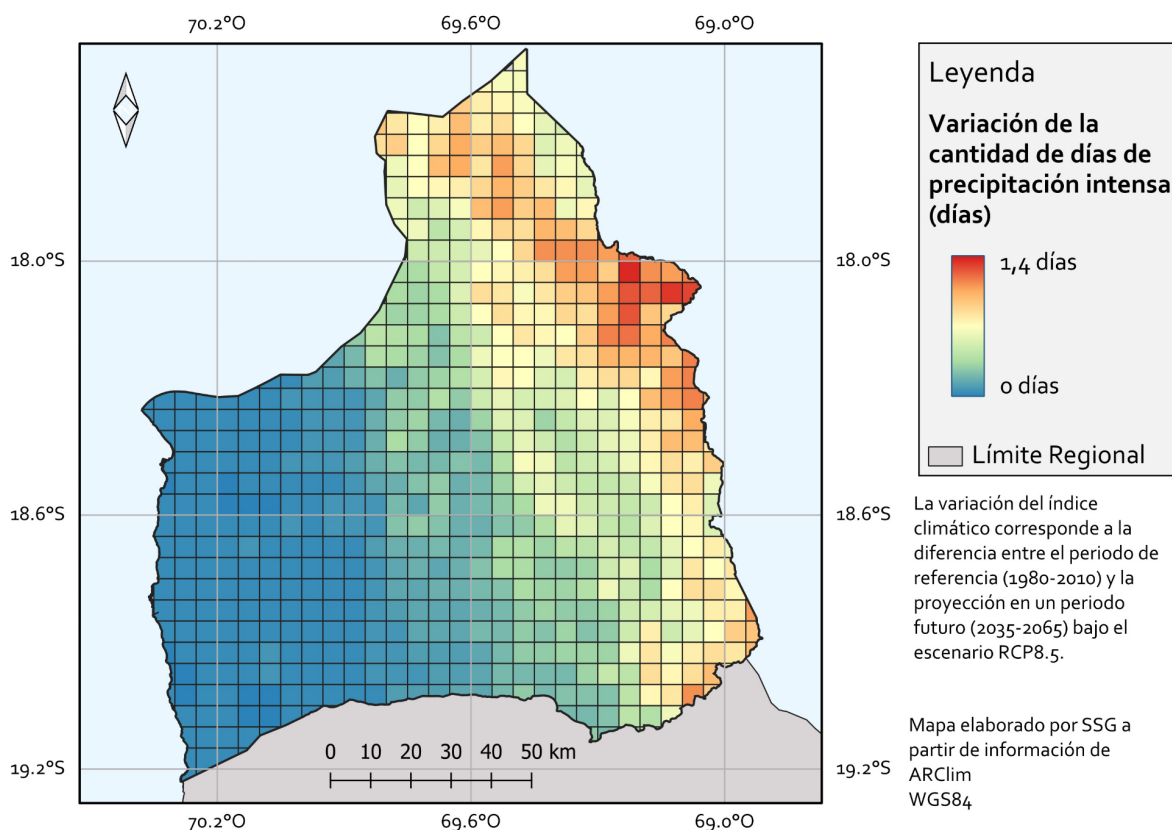 70.2°O 69.6°O 69.0°O
18.0°S 18.0°S
18.6°S 18.6°S
19.2°S 19.2°S
0 10 20 30 40 50 km
70.2°O 69.6°O 69.0°O
Leyenda
Variación de la
cantidad de días de
precipitación intensa
(días)
1,4 días
0 días
Límite Regional
La variación del índice
climático corresponde a la
diferencia entre el periodo de
referencia (1980-2010) y la
proyección en un periodo
futuro (2035-2065) bajo el
escenario RCP8.5.
Mapa elaborado por SSG a
partir de información de
ARClim
WGS84